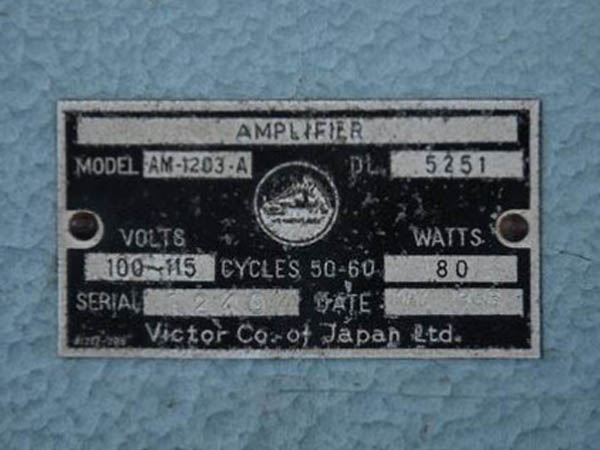 AMPLIFIER
MODEL AM-1203-A PL. 5251
VOLTS WATTS
100~115 CYCLES 50-60 80
SERIAL DATE
Victor Co. of Japan Ltd.